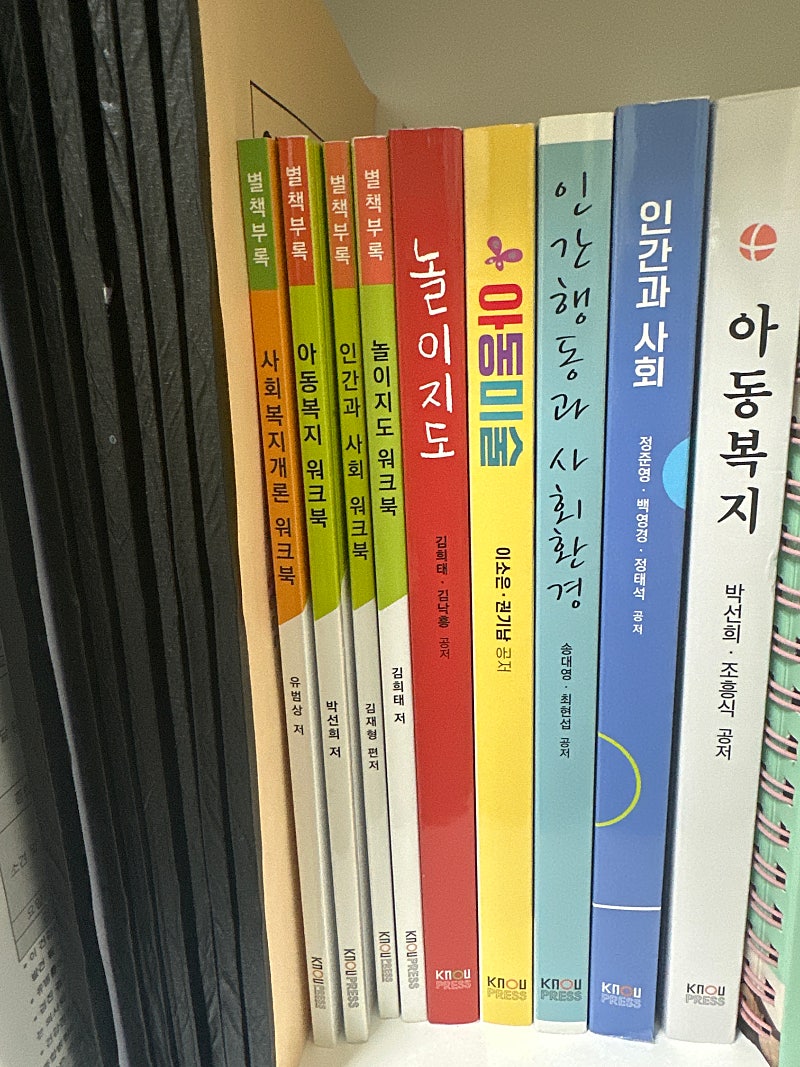 별책부록
사회복지개론 워크북
유범상 저
KNOU PRESS
별책부록
아동복지 워크북
박선희 저
KNOU PRESS
별책부록
인간과 사회 워크북
김재형 편저
KNOU PRESS
별책부록
놀이지도 워크북
김희태 저
KNOU PRESS
놀이지도
김희태·김낙흥 공저
KNOU
PRESS
아동미술
이소은·권기남 공저
KNOU
PRESS
인간행동과 사회환경
송대영·최현섭 공저
KNOU
PRESS
인간과 사회
정준영·백영경·정태석 공저
KNOU
PRESS
아동복지
박선희·조흥식 공저
KNOU
PRESS